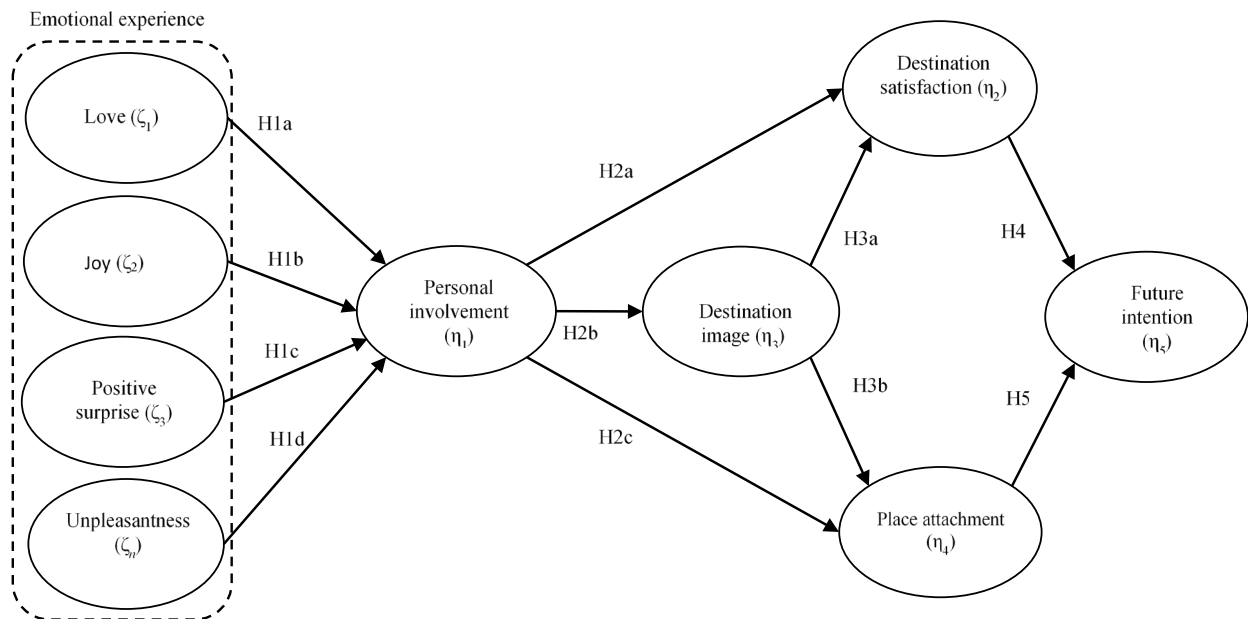 Emotional experience
Love (ζ₁)
Joy (ζ₂)
Positive
surprise (ζ₃)
Unpleasantness
(ζₙ)
H1a
H1b
H1c
H1d
Personal
involvement
(η₁)
H2a
H2b
H2c
Destination
image (η₃)
H3a
H3b
Destination
satisfaction (η₂)
Place attachment
(η₄)
H4
H5
Future
intention
(η₅)